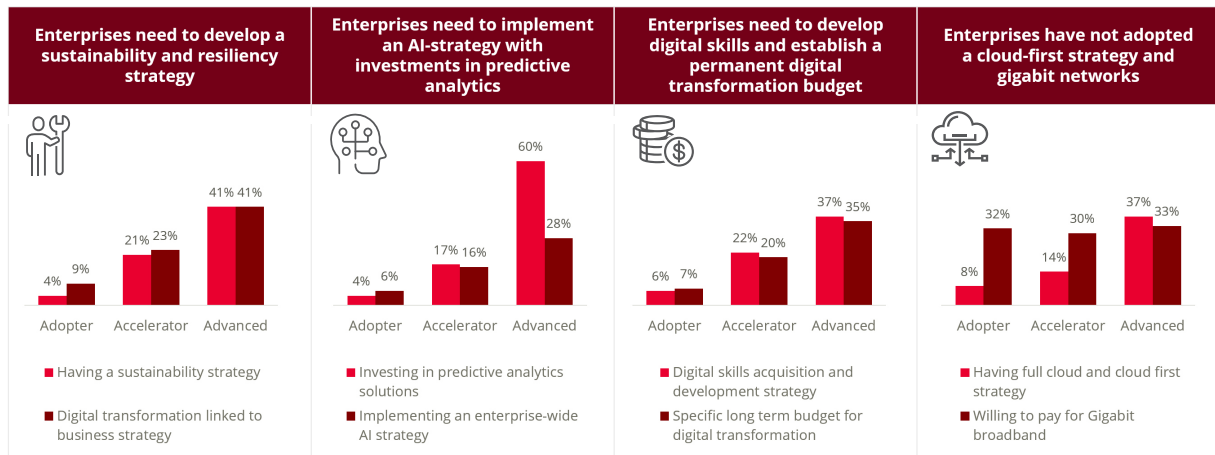 Enterprises need to develop a
sustainability and resiliency
strategy
Enterprises need to implement
an AI-strategy with
investments in predictive
analytics
Enterprises need to develop
digital skills and establish a
permanent digital
transformation budget
Enterprises have not adopted
a cloud-first strategy and
gigabit networks
4% 9% 21% 23% 41% 41%
Adopter Accelerator Advanced
Having a sustainability strategy
Digital transformation linked to
business strategy
4% 6% 17% 16% 60% 28%
Adopter Accelerator Advanced
Investing in predictive analytics
solutions
Implementing an enterprise-wide
AI strategy
$
6% 7% 22% 20% 37% 35%
Adopter Accelerator Advanced
Digital skills acquisition and
development strategy
Specific long term budget for
digital transformation
8% 32% 14% 30% 37% 33%
Adopter Accelerator Advanced
Having full cloud and cloud first
strategy
Willing to pay for Gigabit
broadband